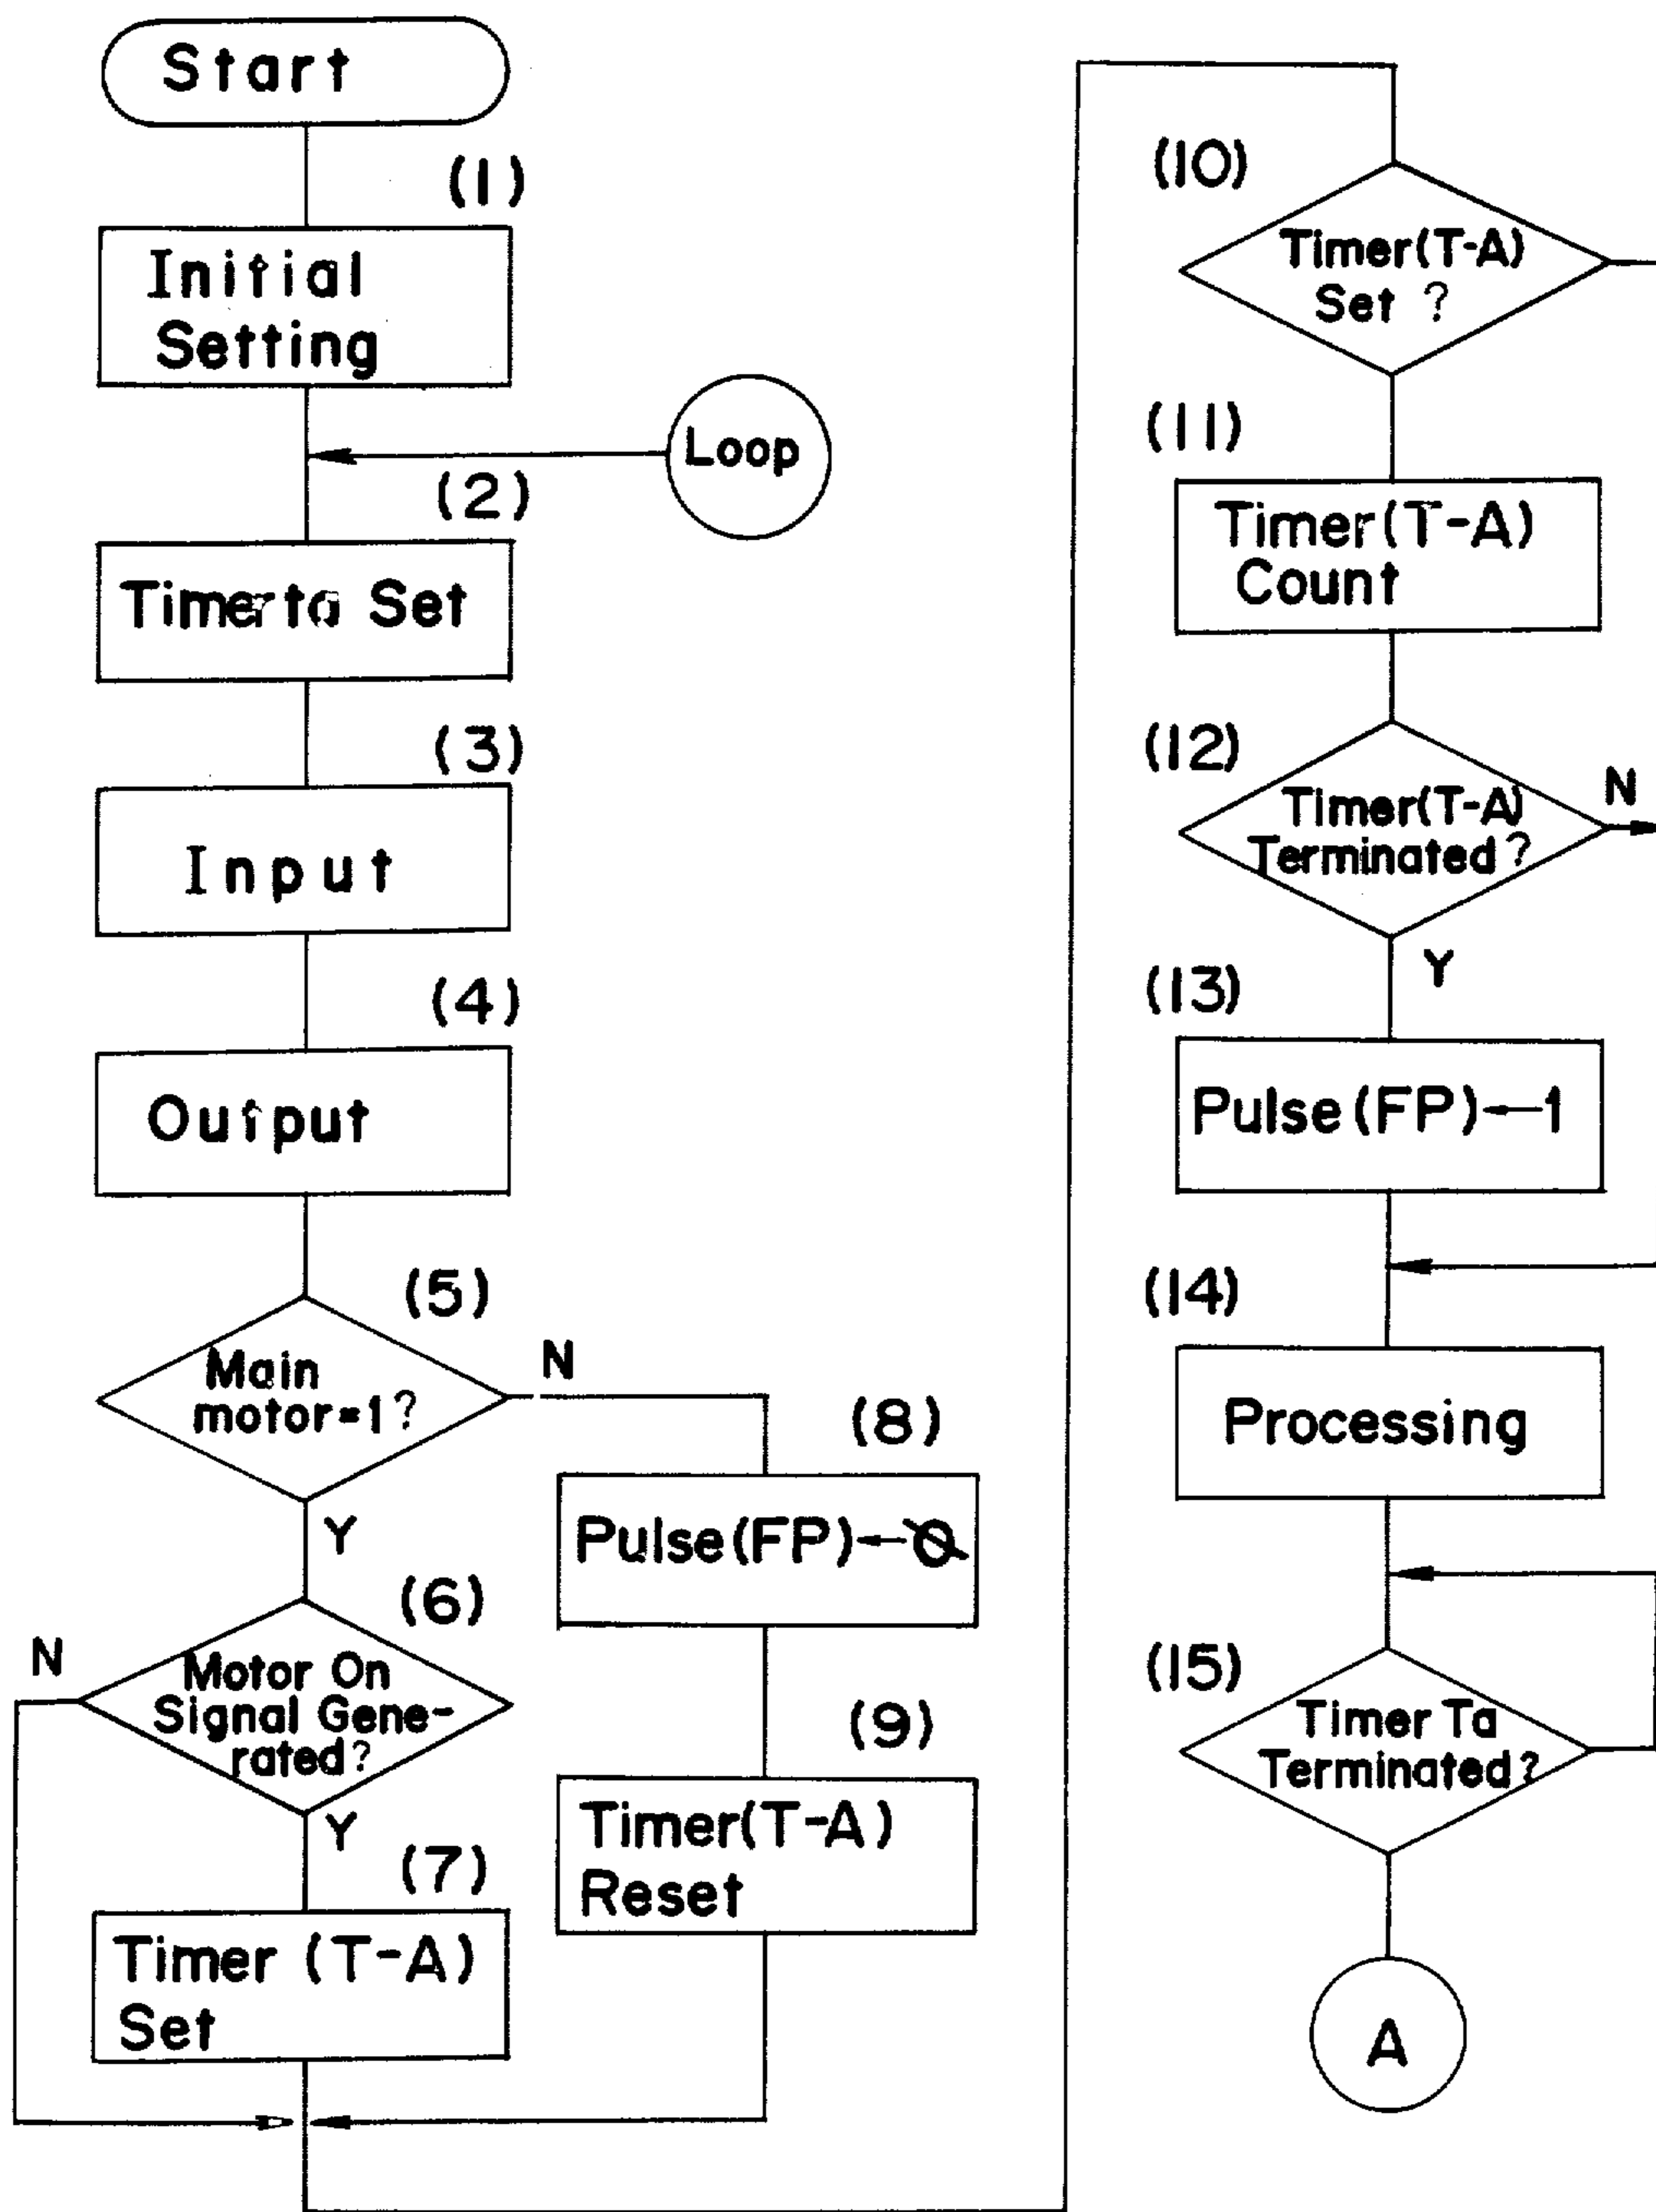 Start
(1)
Initial
Setting
Loop
(2)
Timer ta Set
(3)
Input
(4)
Output
(5)
Main
motor=1?
N
Y
(6)
Motor On
Signal Gene-
rated?
N
Y
(7)
Timer (T-A)
Set
(8)
Pulse(FP)←0
(9)
Timer(T-A)
Reset
(10)
Timer(T-A)
Set ?
(11)
Timer(T-A)
Count
(12)
Timer(T-A)
Terminated?
N
Y
(13)
Pulse(FP)←1
(14)
Processing
(15)
Timer Ta
Terminated?
A